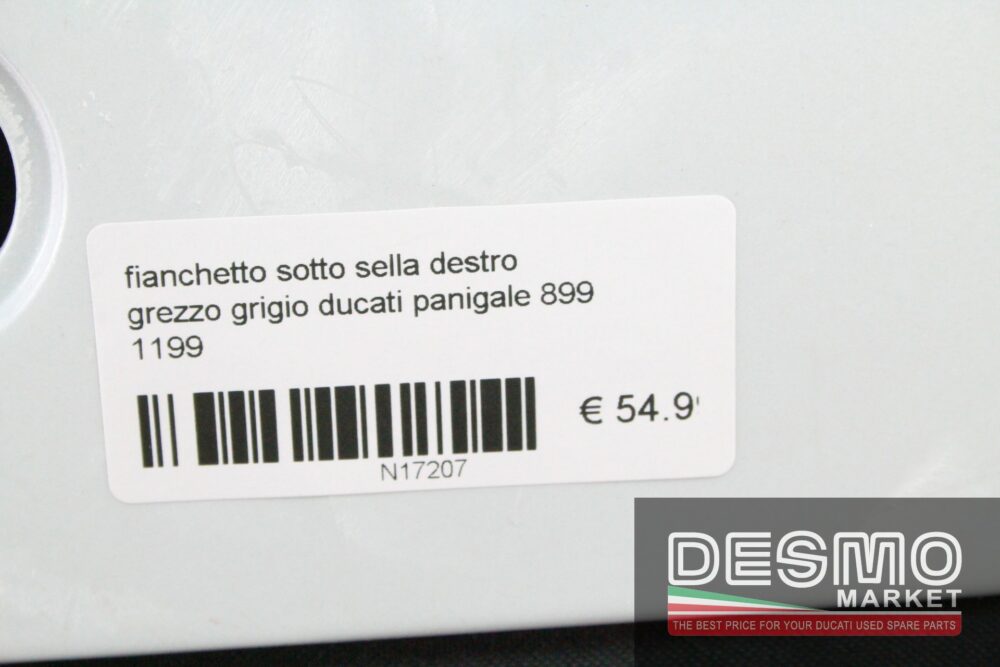 fianchetto sotto sella destro
grezzo grigio ducati panigale 899
1199
€ 54.9
N17207
DESMO
MARKET
THE BEST PRICE FOR YOUR DUCATI USED SPARE PARTS